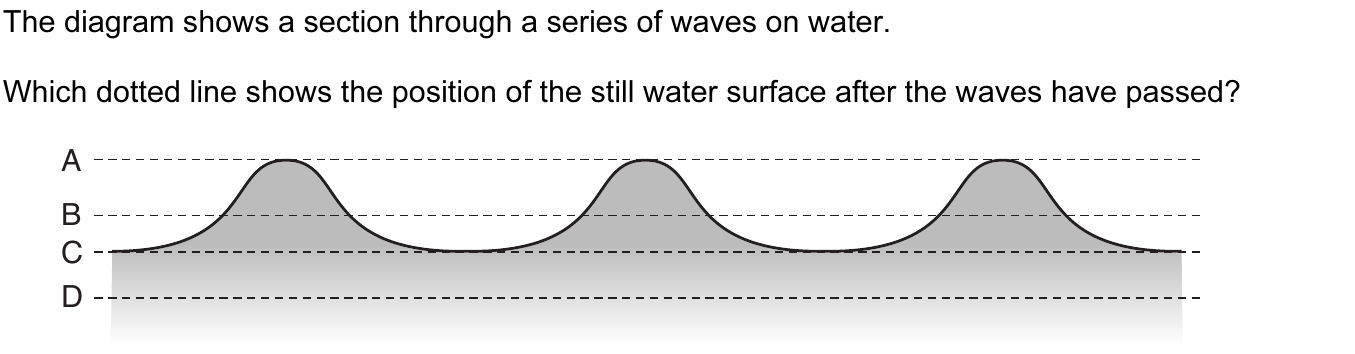 The diagram shows a section through a series of waves on water.
Which dotted line shows the position of the still water surface after the waves have passed?
A
B
C
D